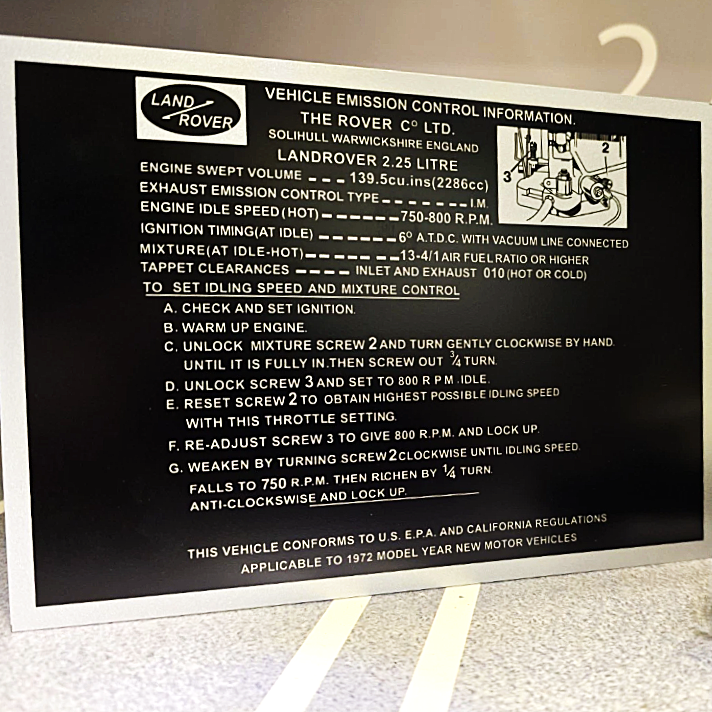 2
LAND
ROVER
VEHICLE EMISSION CONTROL INFORMATION.
THE ROVER Cº LTD.
SOLIHULL WARWICKSHIRE ENGLAND
LANDROVER 2.25 LITRE
2
3
ENGINE SWEPT VOLUME _ _ _ 139.5cu.ins(2286cc)
EXHAUST EMISSION CONTROL TYPE _ _ _ _ _ _ _ I.M.
ENGINE IDLE SPEED(HOT) _ _ _ _ _ _ 750-800 R.P.M.
IGNITION TIMING(AT IDLE) _ _ _ _ _ _ 6º A.T.D.C. WITH VACUUM LINE CONNECTED
MIXTURE(AT IDLE-HOT) _ _ _ _ _ _ _ 13-4/1 AIR FUEL RATIO OR HIGHER
TAPPET CLEARANCES _ _ _ _ INLET AND EXHAUST 010(HOT OR COLD)
TO SET IDLING SPEED AND MIXTURE CONTROL
A. CHECK AND SET IGNITION.
B. WARM UP ENGINE.
C. UNLOCK MIXTURE SCREW 2 AND TURN GENTLY CLOCKWISE BY HAND.
UNTIL IT IS FULLY IN.THEN SCREW OUT ¾ TURN.
D. UNLOCK SCREW 3 AND SET TO 800 R P M .IDLE.
E. RESET SCREW 2 TO OBTAIN HIGHEST POSSIBLE IDLING SPEED
WITH THIS THROTTLE SETTING.
F. RE-ADJUST SCREW 3 TO GIVE 800 R.P.M. AND LOCK UP.
G. WEAKEN BY TURNING SCREW 2 CLOCKWISE UNTIL IDLING SPEED.
FALLS TO 750 R.P.M. THEN RICHEN BY ¼ TURN.
ANTI-CLOCKSWISE AND LOCK UP.
THIS VEHICLE CONFORMS TO U.S. E.P.A. AND CALIFORNIA REGULATIONS
APPLICABLE TO 1972 MODEL YEAR NEW MOTOR VEHICLES